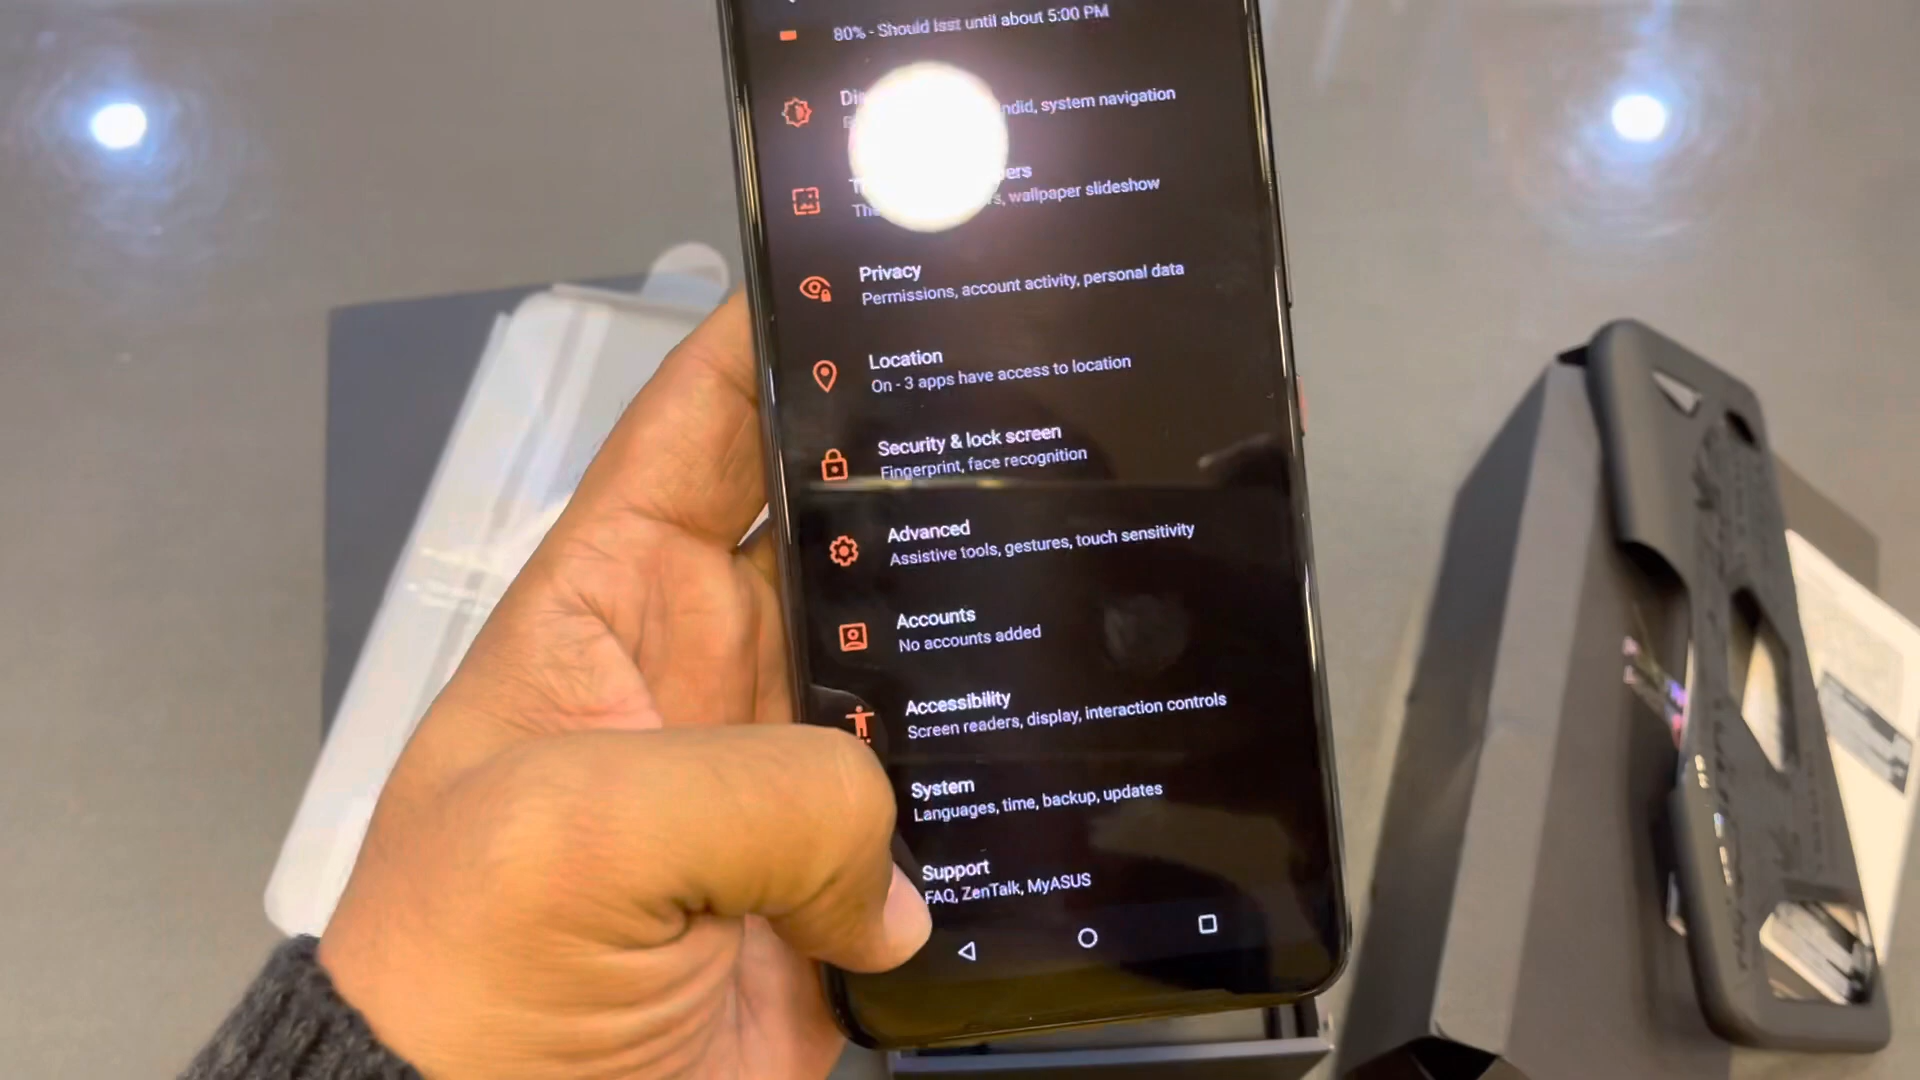 80% - Should lsst until about 5:00 PM
ndid, system navigation
wallpaper slideshow
Privacy
Permissions, account activity, personal data
Location
On - 3 apps have access to location
Security & lock screen
Fingerprint, face recognition
Advanced
Assistive tools, gestures, touch sensitivity
Accounts
No accounts added
Accessibility
Screen readers, display, interaction controls
System
Languages, time, backup, updates
Support
FAQ, ZenTalk, MyASUS